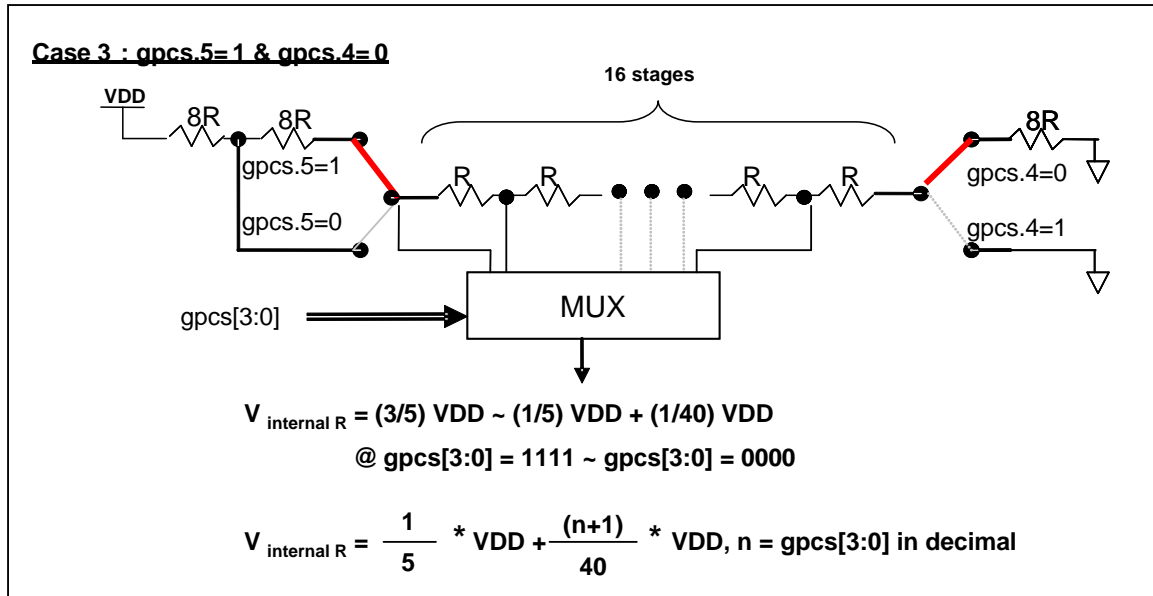 Case 3 : gpcs.5= 1 & gpcs.4= 0
16 stages
VDD
8R
8R
8R
gpcs.5=1
gpcs.4=0
R
R
R
R
gpcs.5=0
gpcs.4=1
gpcs[3:0]
MUX
V internal R = (3/5) VDD ~ (1/5) VDD + (1/40) VDD
@ gpcs[3:0] = 1111 ~ gpcs[3:0] = 0000
V internal R = 1/5 * VDD + (n+1)/40 * VDD, n = gpcs[3:0] in decimal